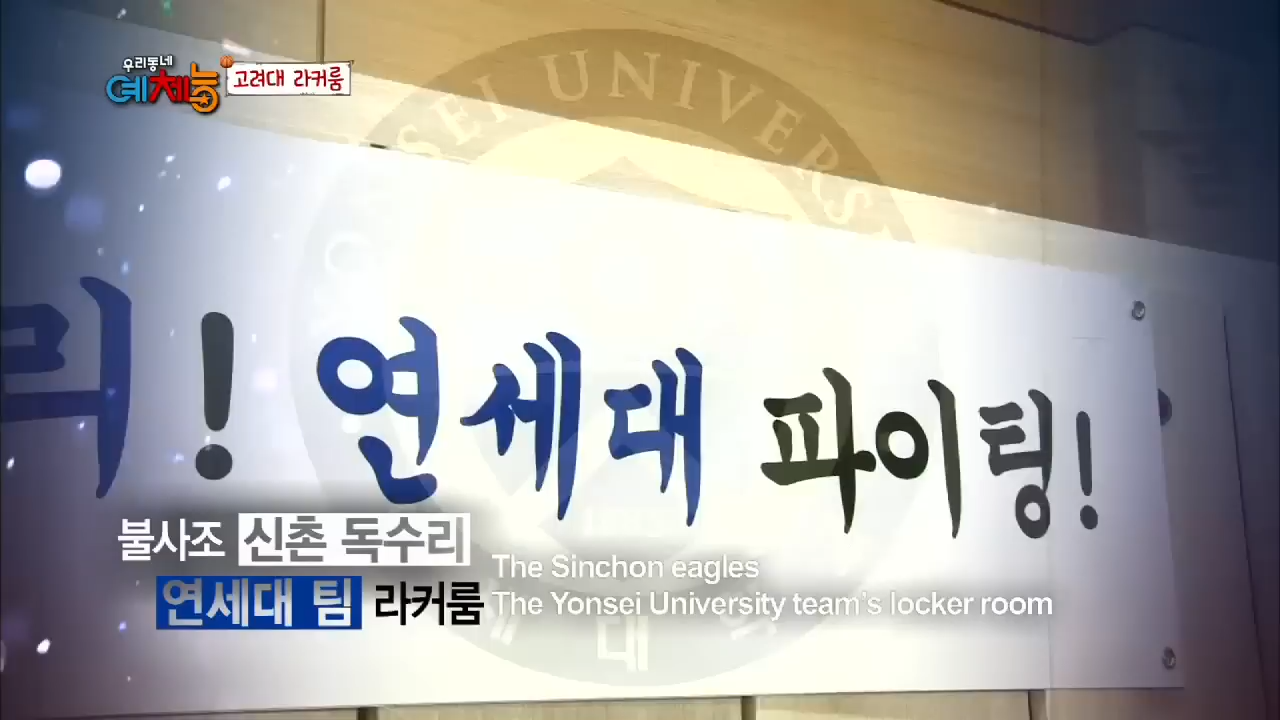 우리동네
예체능
고려대 라커룸
SEI UNIVERS
! 연세대 파이팅!
불사조 신촌 독수리
연세대 팀 라커룸
The Sinchon eagles
The Yonsei University team's locker room
대